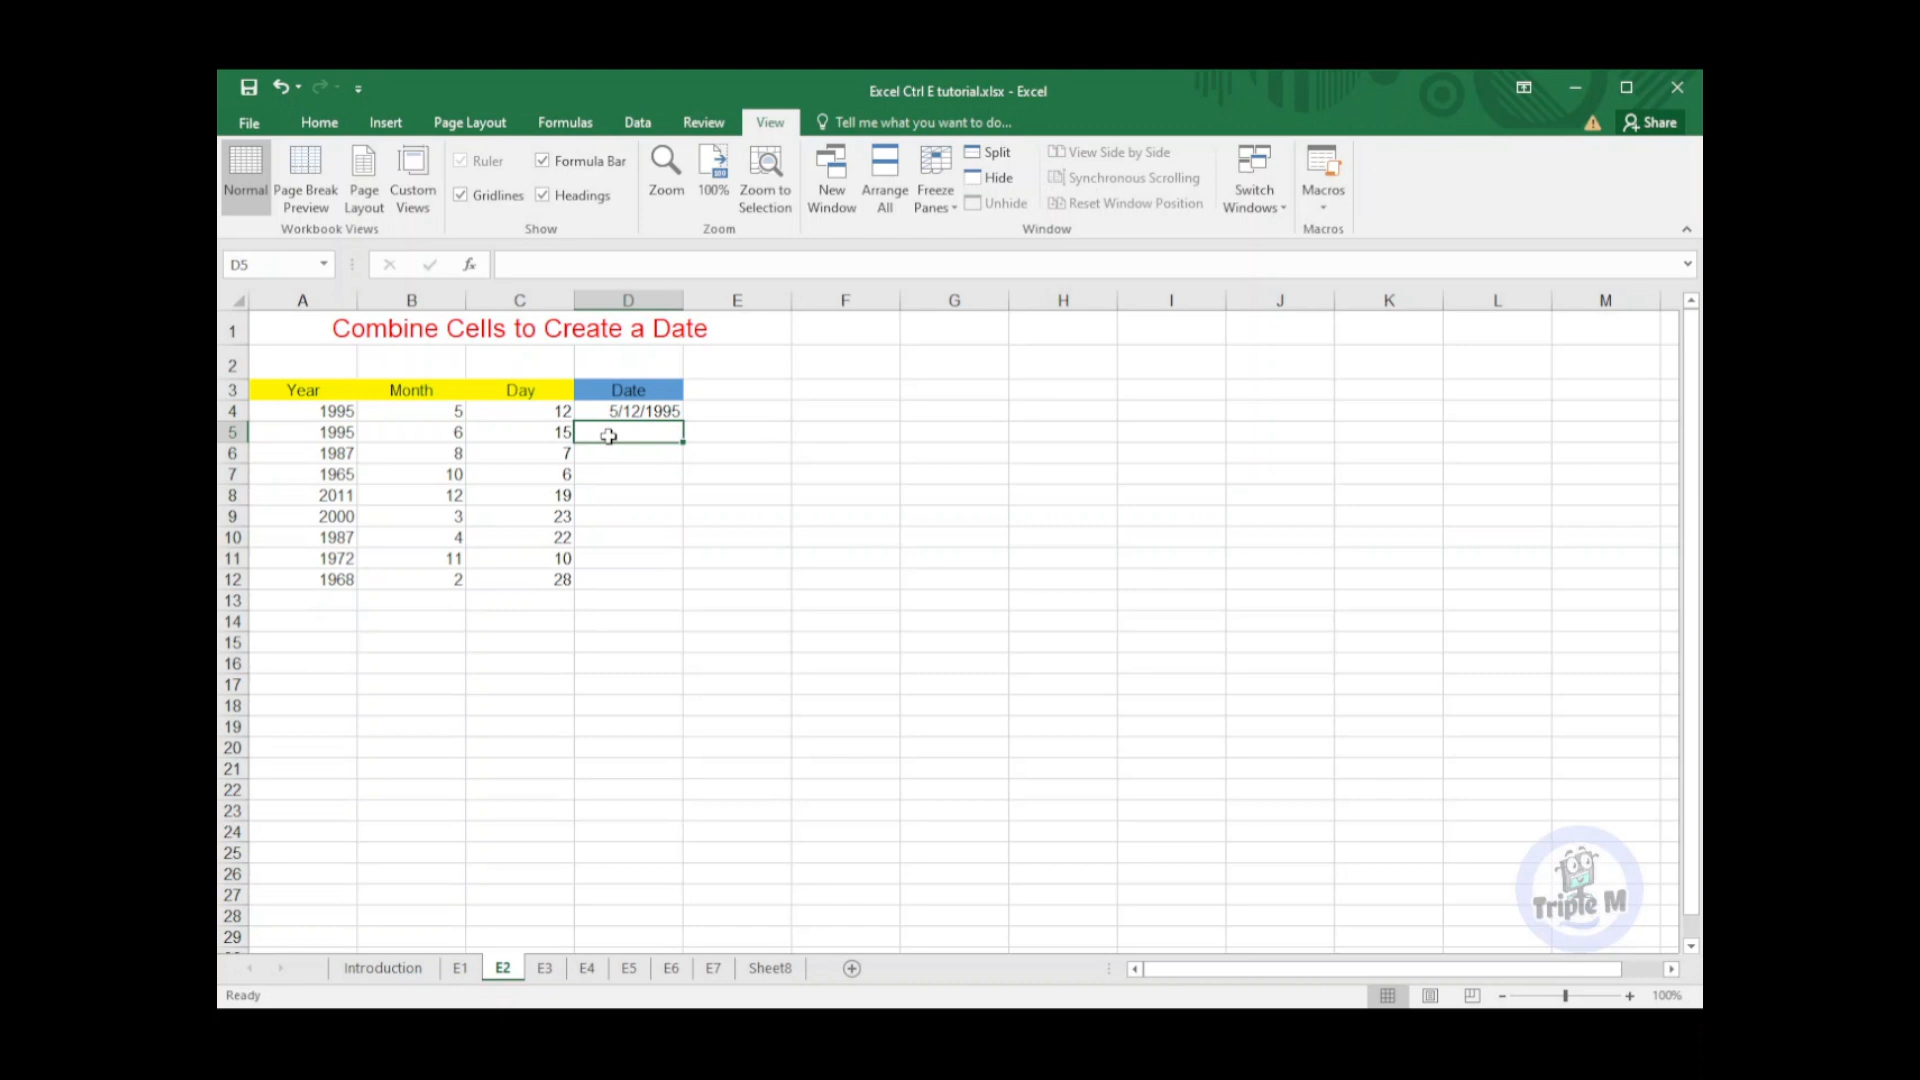 Excel Ctrl E tutorial.xlsx - Excel
File Home Insert Page Layout Formulas Data Review View Tell me what you want to do... Share
Normal Page Break Preview Page Layout Custom Views
Workbook Views
Ruler Formula Bar
Gridlines Headings
Show
Zoom 100% Zoom to Selection
Zoom
New Window Arrange All Freeze Panes
Split
Hide
Unhide
View Side by Side
Synchronous Scrolling
Reset Window Position
Switch Windows
Window
Macros
Macros
D5 fx
A B C D E F G H I J K L M
1 Combine Cells to Create a Date
2
3 Year Month Day Date
4 1995 5 12 5/12/1995
5 1995 6 15
6 1987 8 7
7 1965 10 6
8 2011 12 19
9 2000 3 23
10 1987 4 22
11 1972 11 10
12 1968 2 28
13
14
15
16
17
18
19
20
21
22
23
24
25
26
27
28
29
Triple M
Introduction E1 E2 E3 E4 E5 E6 E7 Sheet8
Ready 100%